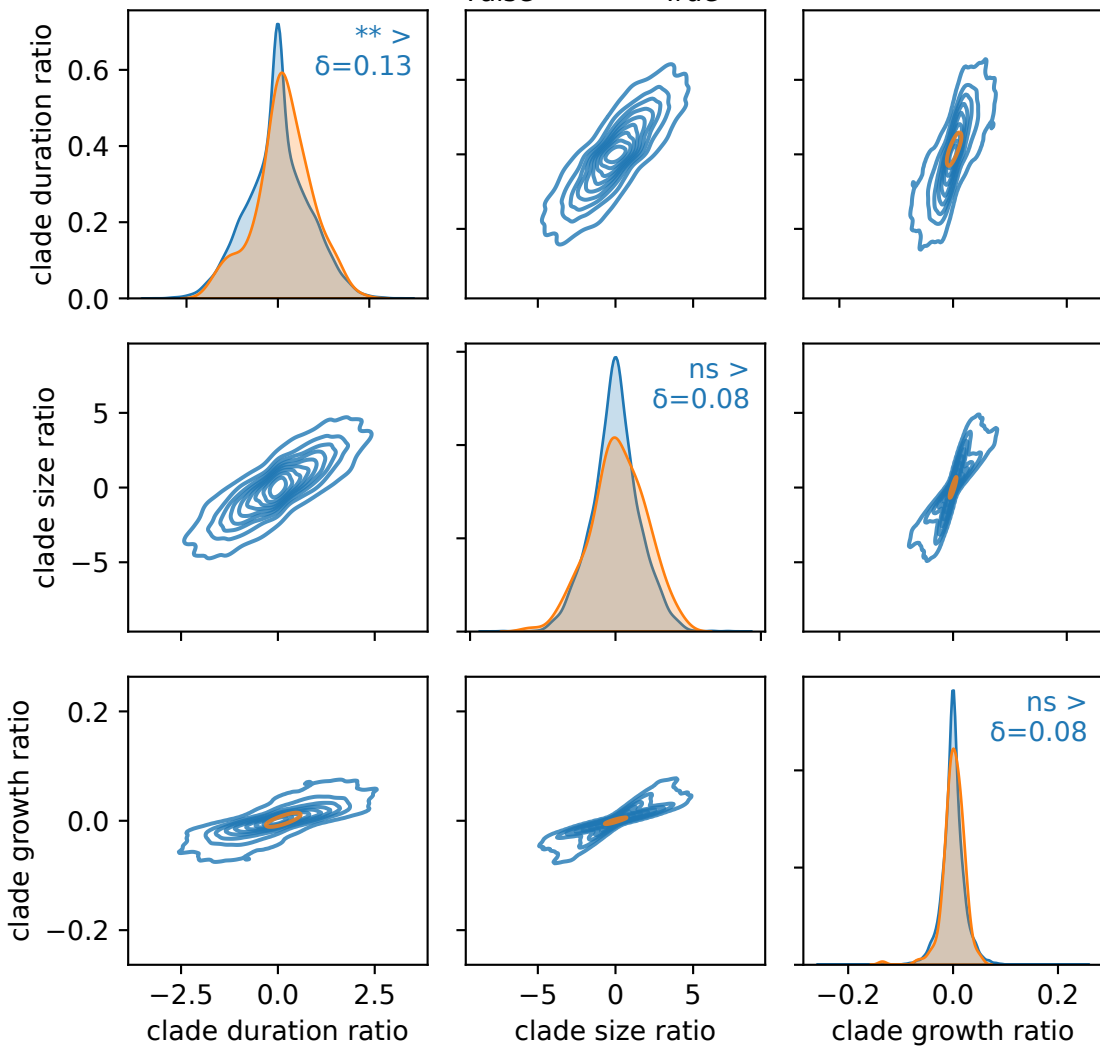 clade duration ratio
0.6
0.4
0.2
0.0
** >
δ=0.13
clade size ratio
5
0
−5
ns >
δ=0.08
clade growth ratio
0.2
0.0
−0.2
ns >
δ=0.08
−2.5 0.0 2.5
−5 0 5
−0.2 0.0 0.2
clade duration ratio
clade size ratio
clade growth ratio